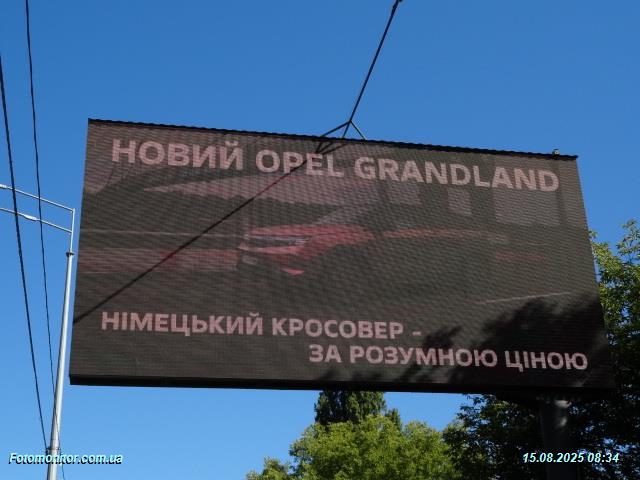 НОВИЙ OPEL GRANDLAND
НІМЕЦЬКИЙ КРОСОВЕР -
ЗА РОЗУМНОЮ ЦІНОЮ
Fotomonitor.com.ua
15.08.2025 08:34